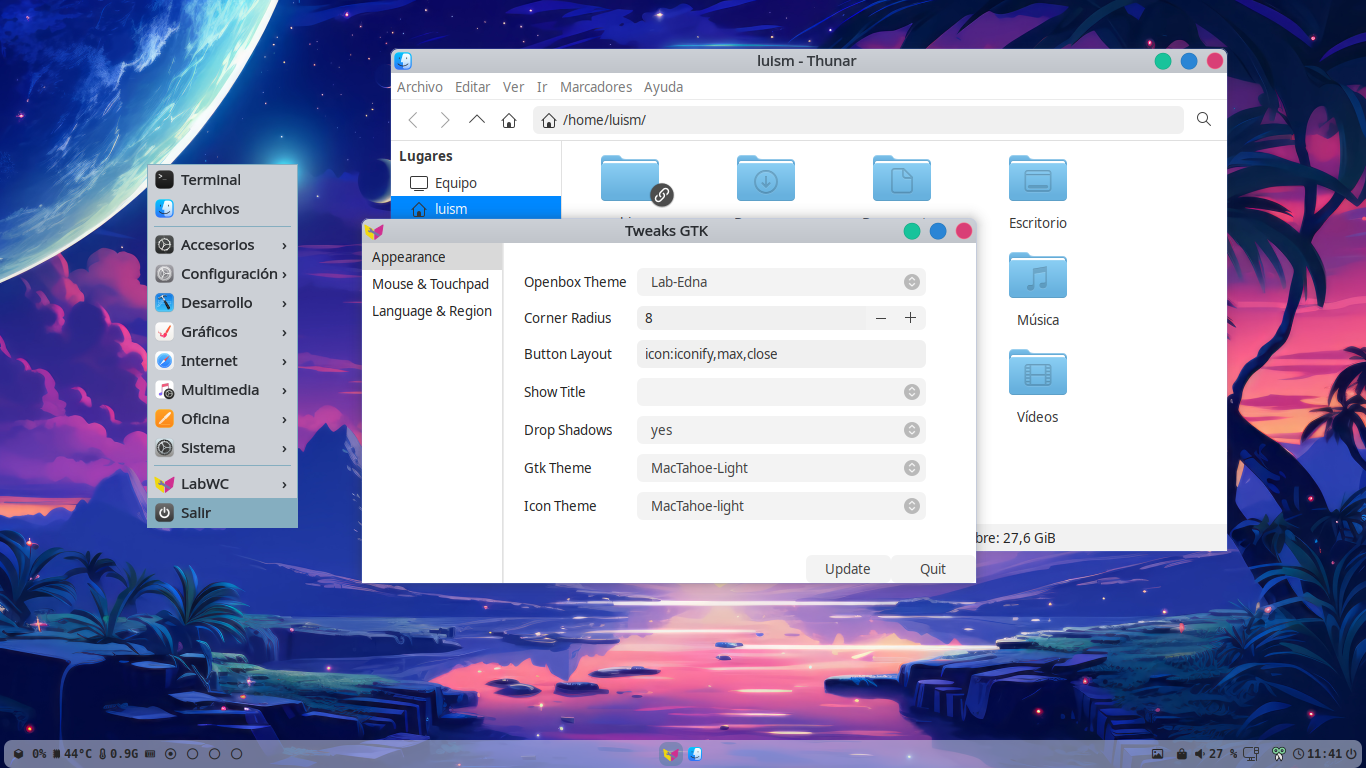 luism - Thunar
Archivo Editar Ver Ir Marcadores Ayuda
/home/luism/
Lugares
Equipo
luism
Escritorio
Música
Vídeos
bre: 27,6 GiB
Terminal
Archivos
Accesorios
Configuración
Desarrollo
Gráficos
Internet
Multimedia
Oficina
Sistema
LabWC
Salir
Tweaks GTK
Appearance
Mouse & Touchpad
Language & Region
Openbox Theme Lab-Edna
Corner Radius 8
Button Layout icon:iconify,max,close
Show Title
Drop Shadows yes
Gtk Theme MacTahoe-Light
Icon Theme MacTahoe-light
Update Quit
0% 44°C 0.9G 27 % 11:41